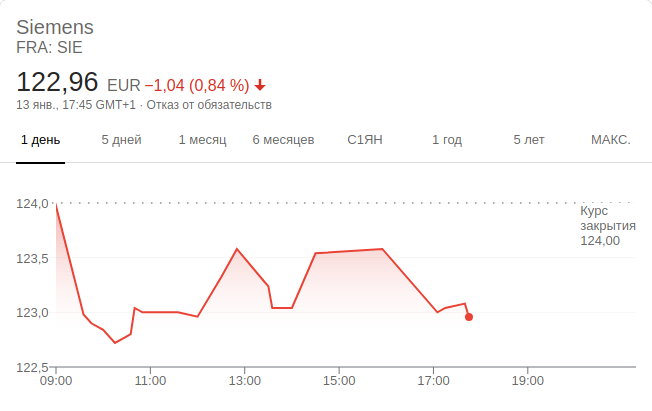 Siemens
FRA: SIE
122,96 EUR −1,04 (0,84 %)
13 янв., 17:45 GMT+1 · Отказ от обязательств
1 день 5 дней 1 месяц 6 месяцев С1ЯН 1 год 5 лет МАКС.
124,0
Курс
закрытия
124,00
123,5
123,0
122,5
09:00 11:00 13:00 15:00 17:00 19:00